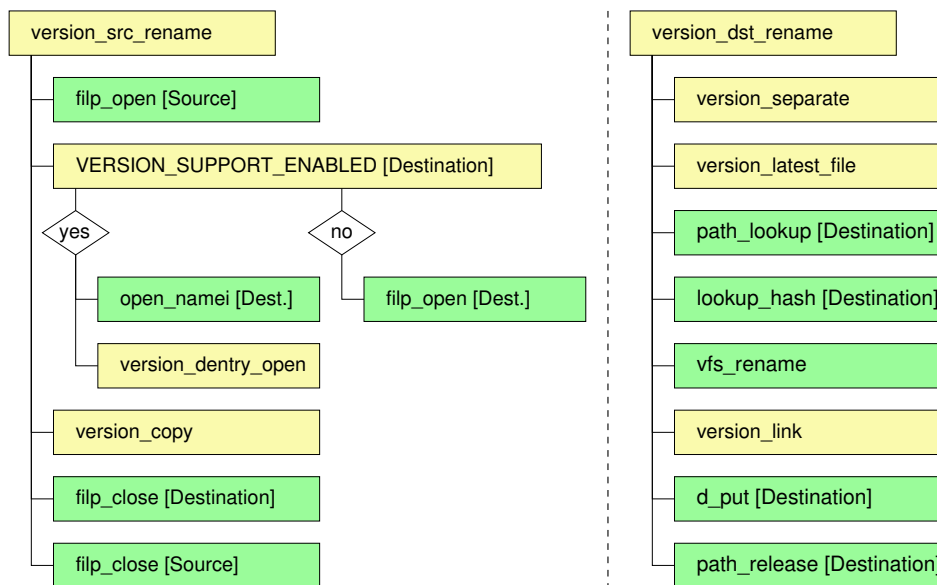 version_src_rename
filp_open [Source]
VERSION_SUPPORT_ENABLED [Destination]
yes
no
open_namei [Dest.]
filp_open [Dest.]
version_dentry_open
version_copy
filp_close [Destination]
filp_close [Source]
version_dst_rename
version_separate
version_latest_file
path_lookup [Destination]
lookup_hash [Destination]
vfs_rename
version_link
d_put [Destination]
path_release [Destination]